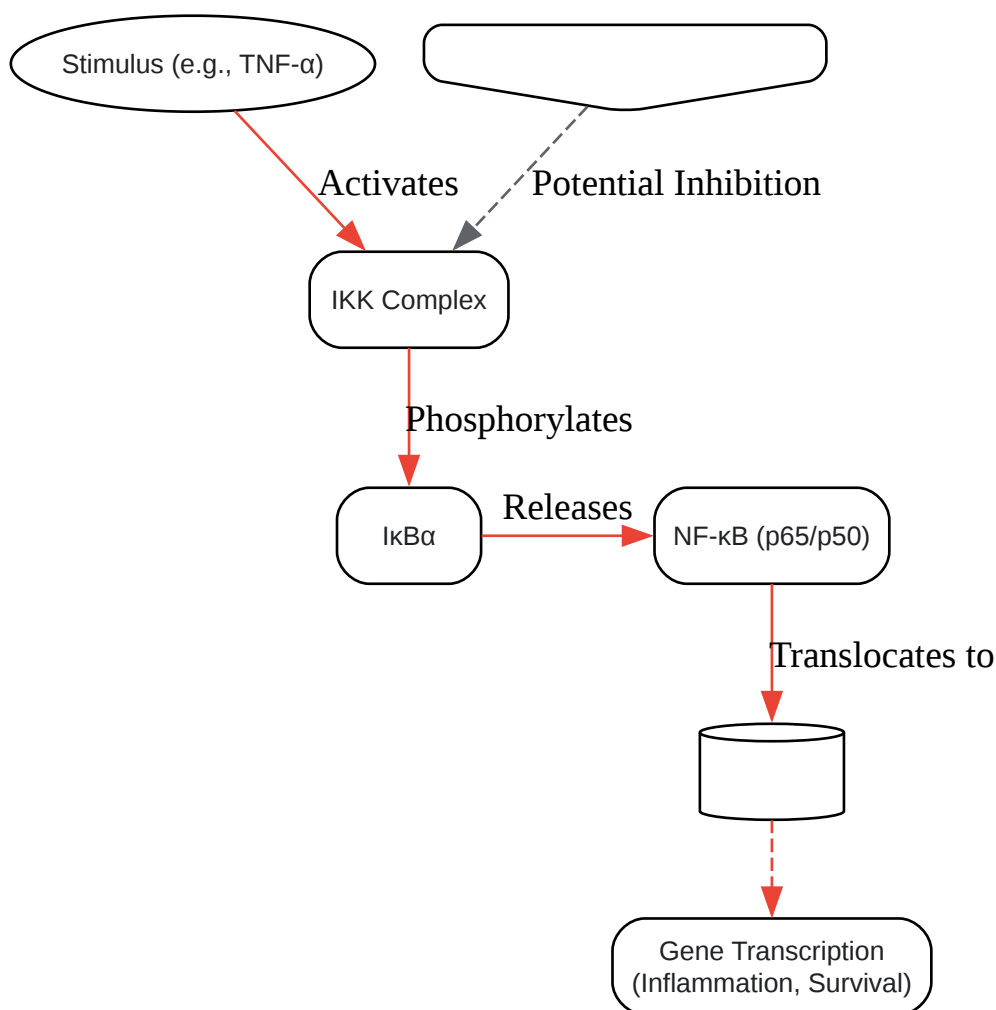 Stimulus (e.g., TNF-α)
Activates
Potential Inhibition
IKK Complex
Phosphorylates
IκBα
Releases
NF-κB (p65/p50)
Translocates to
Gene Transcription
(Inflammation, Survival)